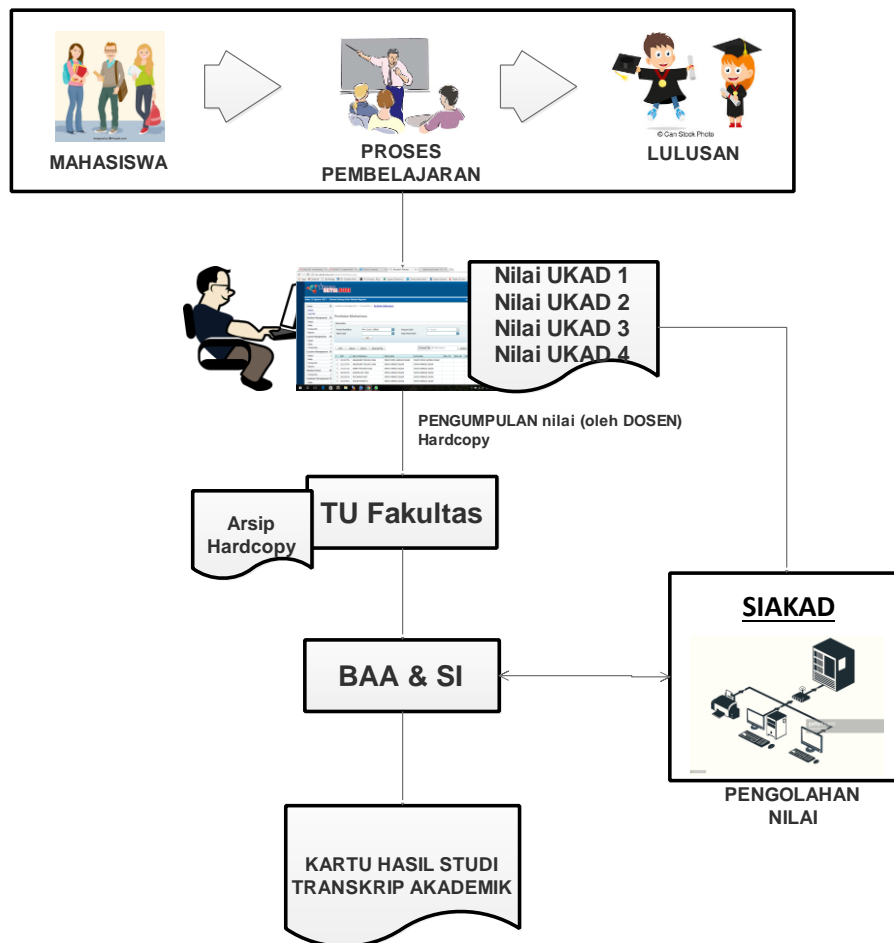 © Can Stock Photo
MAHASISWA
PROSES
PEMBELAJARAN
LULUSAN
Nilai UKAD 1
Nilai UKAD 2
Nilai UKAD 3
Nilai UKAD 4
PENGUMPULAN nilai (oleh DOSEN)
Hardcopy
Arsip
Hardcopy
TU Fakultas
SIAKAD
BAA & SI
PENGOLAHAN
NILAI
KARTU HASIL STUDI
TRANSKRIP AKADEMIK